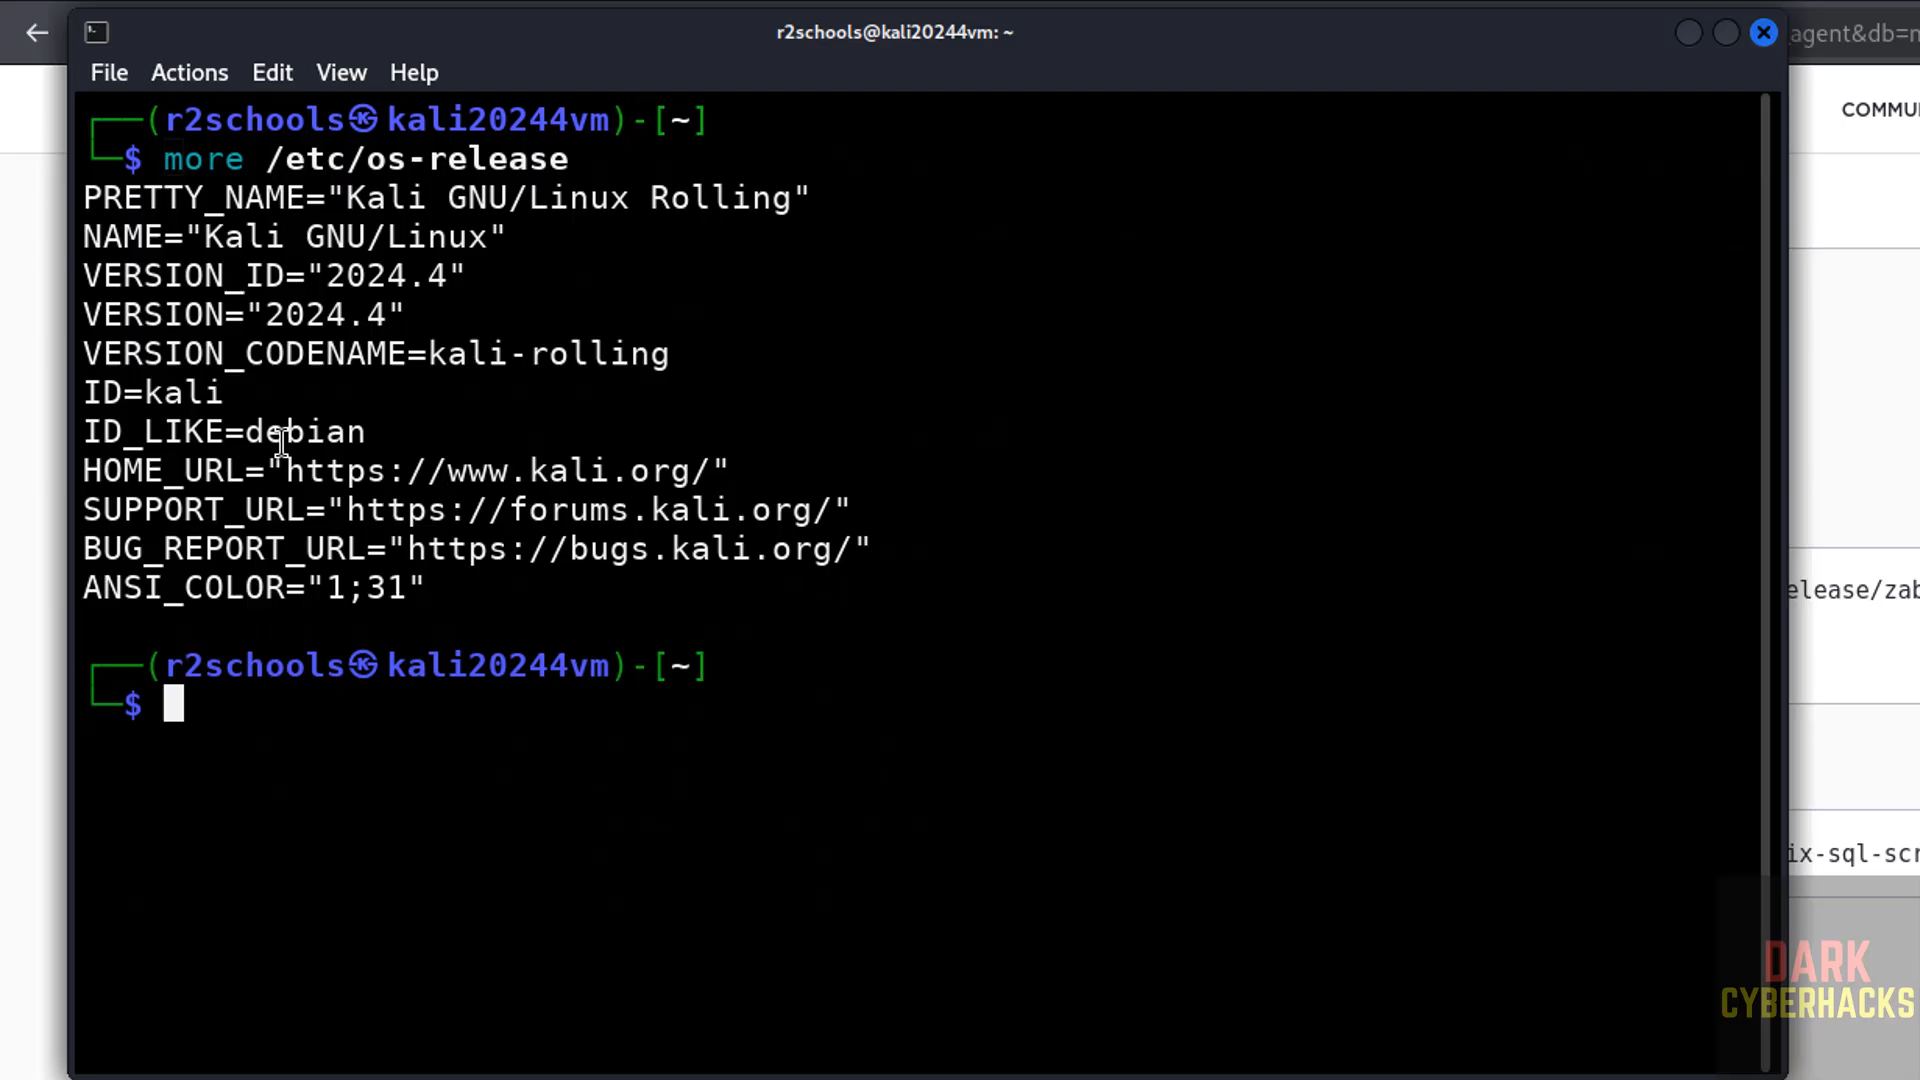 r2schools@kali20244vm: ~
agent&db=m
File Actions Edit View Help
COMMU
┌──(r2schools㉿kali20244vm)-[~]
└─$ more /etc/os-release
PRETTY_NAME="Kali GNU/Linux Rolling"
NAME="Kali GNU/Linux"
VERSION_ID="2024.4"
VERSION="2024.4"
VERSION_CODENAME=kali-rolling
ID=kali
ID_LIKE=debian
HOME_URL="https://www.kali.org/"
SUPPORT_URL="https://forums.kali.org/"
BUG_REPORT_URL="https://bugs.kali.org/"
ANSI_COLOR="1;31"
elease/zab
┌──(r2schools㉿kali20244vm)-[~]
└─$
ix-sql-scr
DARK
CYBERHACKS